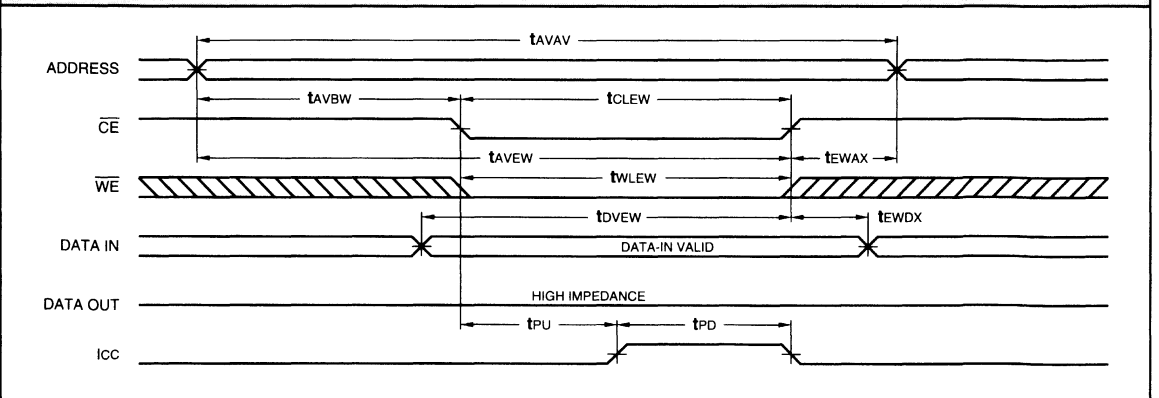 tAVAV
ADDRESS
tAVBW
tCLEW
CE
tAVEW
tEWAX
WE
tWLEW
tDVEW
tEWDX
DATA IN
DATA-IN VALID
DATA OUT
HIGH IMPEDANCE
tPU
tPD
ICC